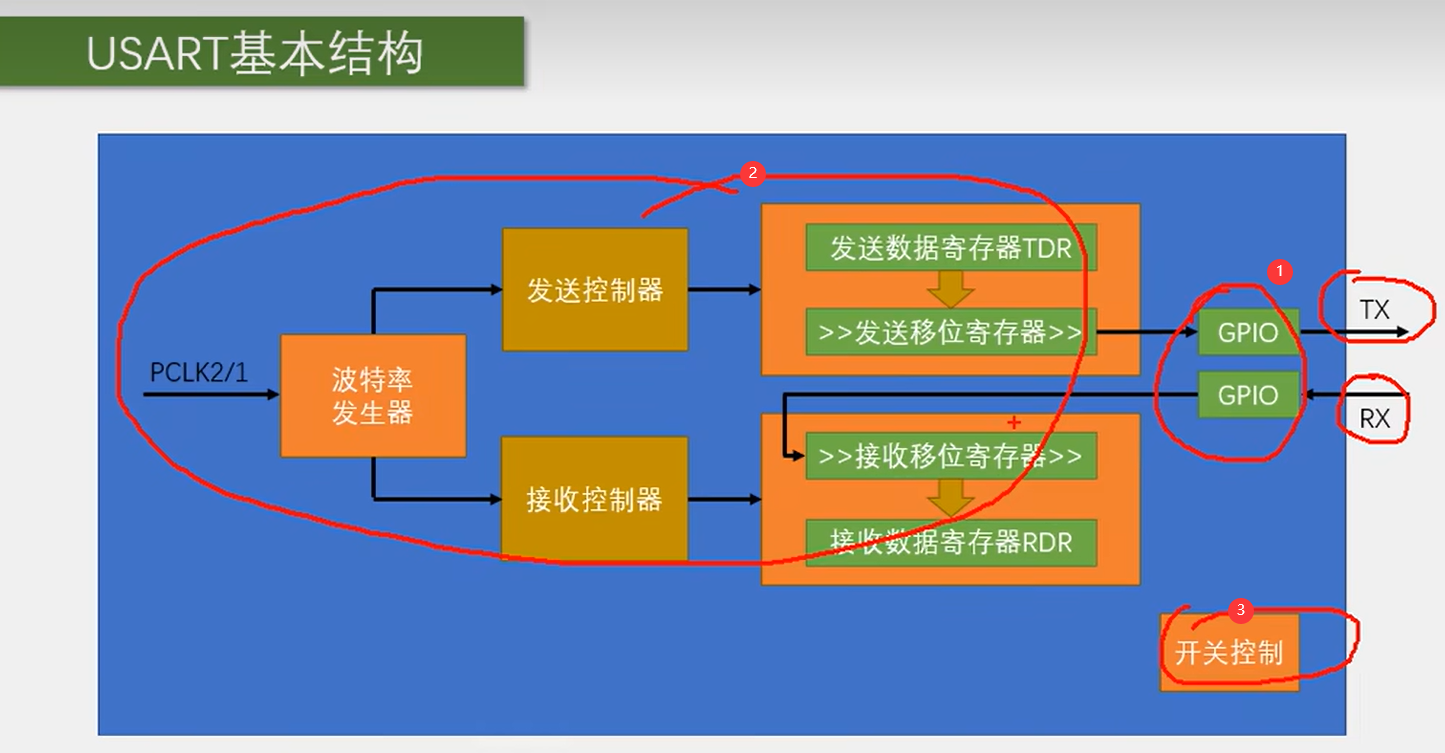 USART基本结构
2
发送数据寄存器TDR
发送控制器
1
TX
>>发送移位寄存器>>
GPIO
PCLK2/1
波特率
发生器
GPIO
RX
>>接收移位寄存器>>
接收控制器
接收数据寄存器RDR
3
开关控制